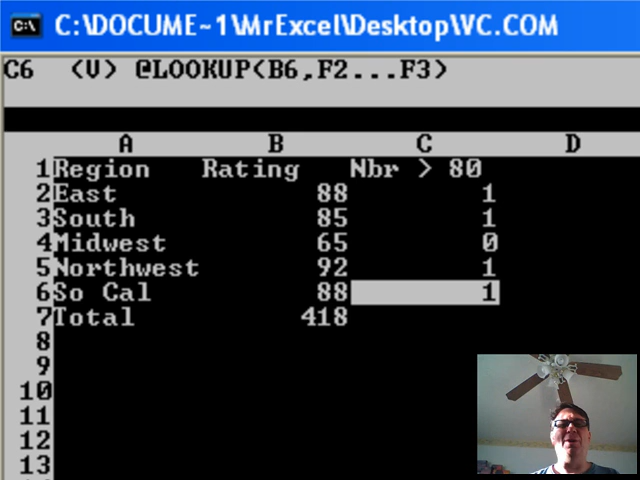 C:\DOCUME~1\MrExcel\Desktop\VC.COM
C6 (V) @LOOKUP(B6,F2...F3)
A B C D
1 Region Rating Nbr > 80
2 East 88 1
3 South 85 1
4 Midwest 65 0
5 Northwest 92 1
6 So Cal 88 1
7 Total 418
8
9
10
11
12
13